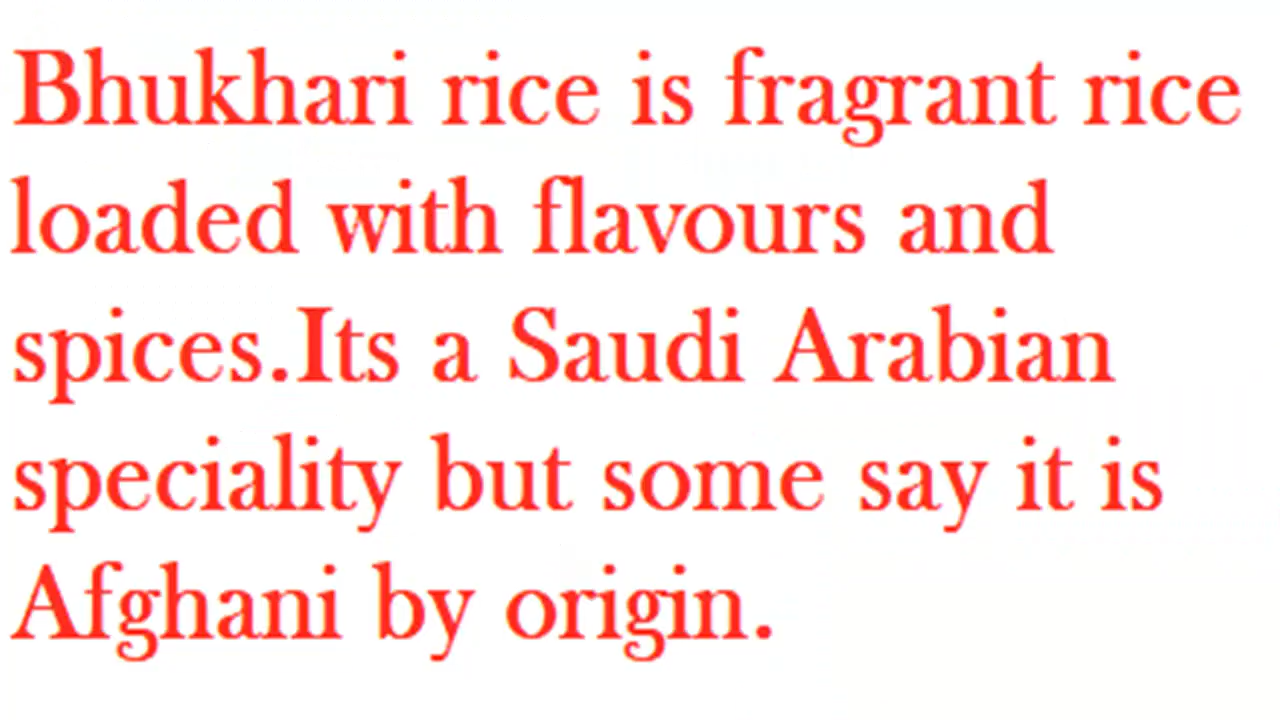 Bhukhari rice is fragrant rice
loaded with flavours and
spices.Its a Saudi Arabian
speciality but some say it is
Afghani by origin.